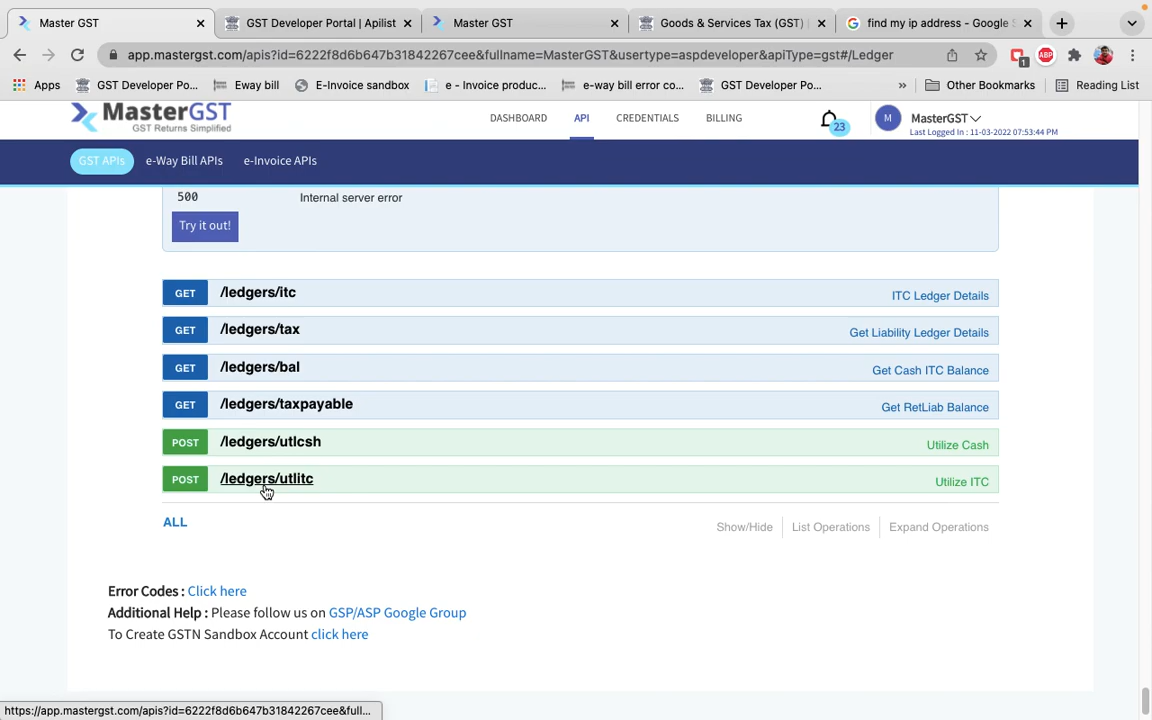 Master GST
GST Developer Portal | Apilist
Master GST
Goods & Services Tax (GST)
find my ip address - Google S
app.mastergst.com/apis?id=6222f8d6b647b31842267cee&fullname=MasterGST&usertype=aspdeveloper&apiType=gst#/Ledger
1
ABP
Apps
GST Developer Po...
Eway bill
E-Invoice sandbox
e - Invoice produc...
e-way bill error co...
GST Developer Po...
»
Other Bookmarks
Reading List
MasterGST
GST Returns Simplified
DASHBOARD
API
CREDENTIALS
BILLING
23
M
MasterGST
Last Logged In : 11-03-2022 07:53:44 PM
GST APIs
e-Way Bill APIs
e-Invoice APIs
500 Internal server error
Try it out!
GET /ledgers/itc ITC Ledger Details
GET /ledgers/tax Get Liability Ledger Details
GET /ledgers/bal Get Cash ITC Balance
GET /ledgers/taxpayable Get RetLiab Balance
POST /ledgers/utlcsh Utilize Cash
POST /ledgers/utlitc Utilize ITC
ALL Show/Hide List Operations Expand Operations
Error Codes : Click here
Additional Help : Please follow us on GSP/ASP Google Group
To Create GSTN Sandbox Account click here
https://app.mastergst.com/apis?id=6222f8d6b647b31842267cee&full...